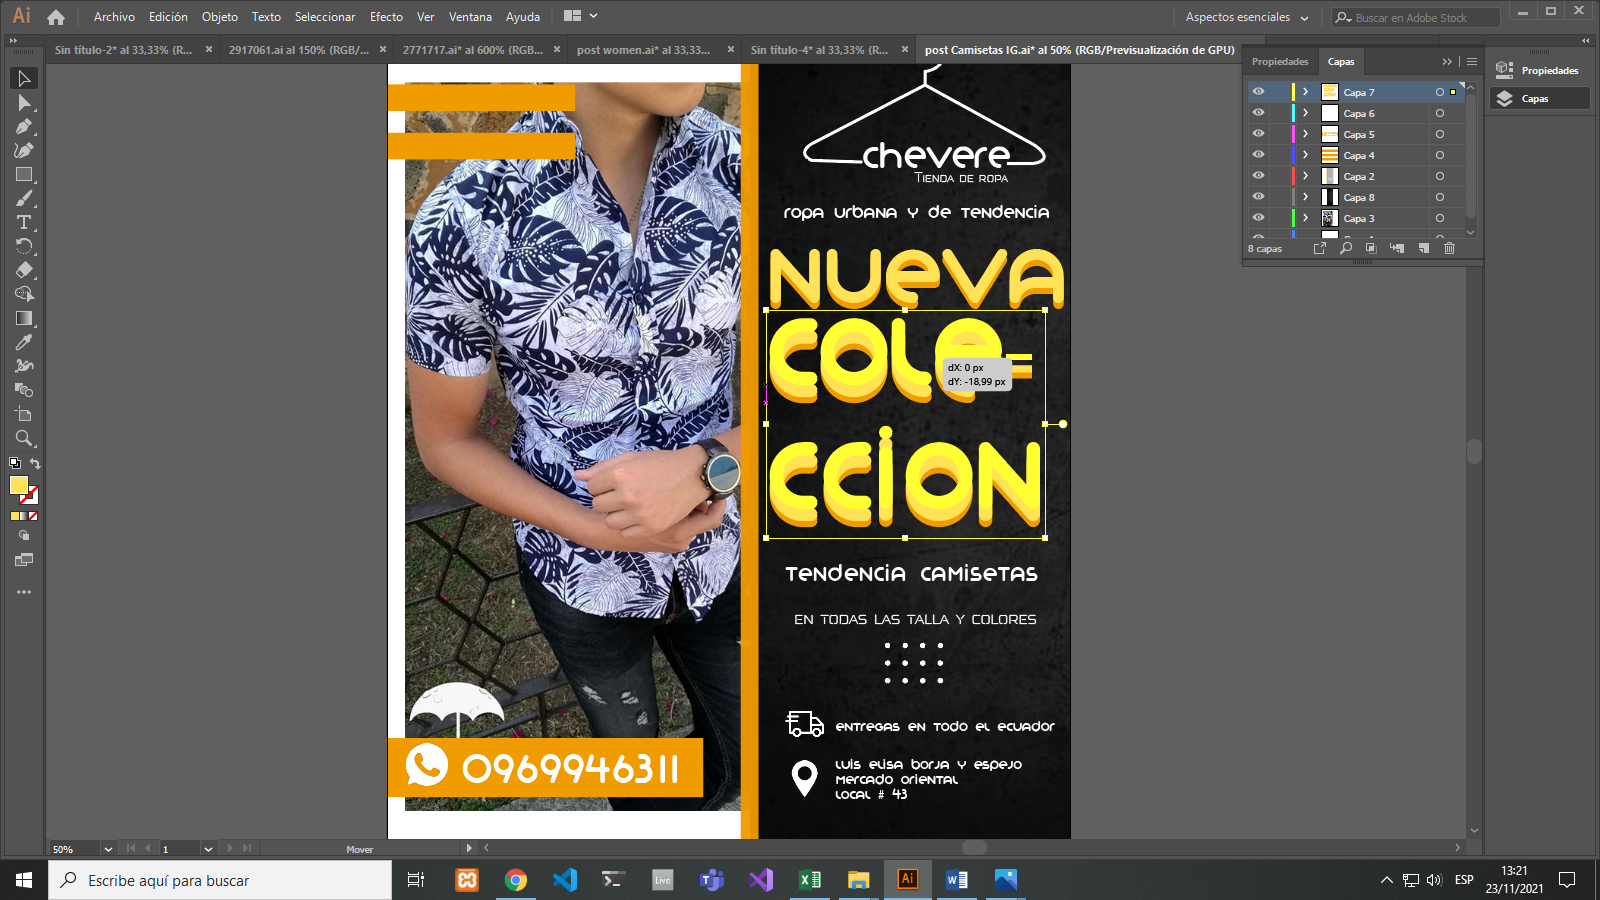 Ai Archivo Edición Objeto Texto Seleccionar Efecto Ver Ventana Ayuda Aspectos esenciales Buscar en Adobe Stock
Sin título-2* al 33,33% (R... × 2917061.ai al 150% (RGB/... × 2771717.ai* al 600% (RGB... × post women.ai* al 33,33... × Sin título-4* al 33,33% (R... × post Camisetas IG.ai* al 50% (RGB/Previsualización de GPU)
Propiedades Capas
Capa 7
Capa 6
Capa 5
Capa 4
Capa 2
Capa 8
Capa 3
8 capas
Propiedades
Capas
chevere
TIENDA DE ROPA
ropa urbana y de tendencia
NUeVA
COLe=
CCiON
dX: 0 px
dY: -18,99 px
Tendencia camisetas
EN TODAS LAS TALLA Y COLORES
entregas en todo el ecuador
Luis elisa borja y espejo
mercado oriental
Local # 43
0969946311
50% 1 Mover
Escribe aquí para buscar
Live
Ai
ESP
13:21
23/11/2021